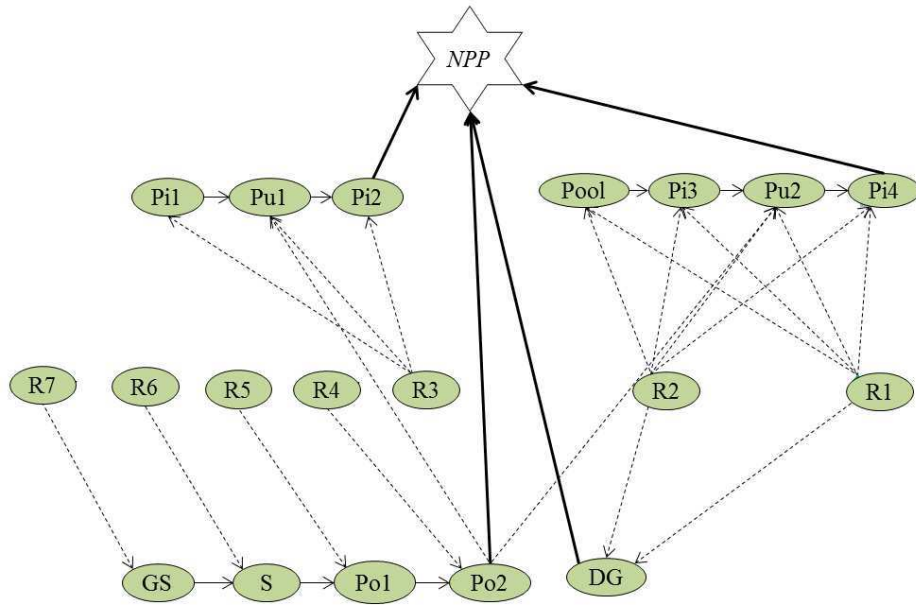 NPP
Pi1 Pu1 Pi2 Pool Pi3 Pu2 Pi4
R7 R6 R5 R4 R3 R2 R1
GS S Po1 Po2 DG